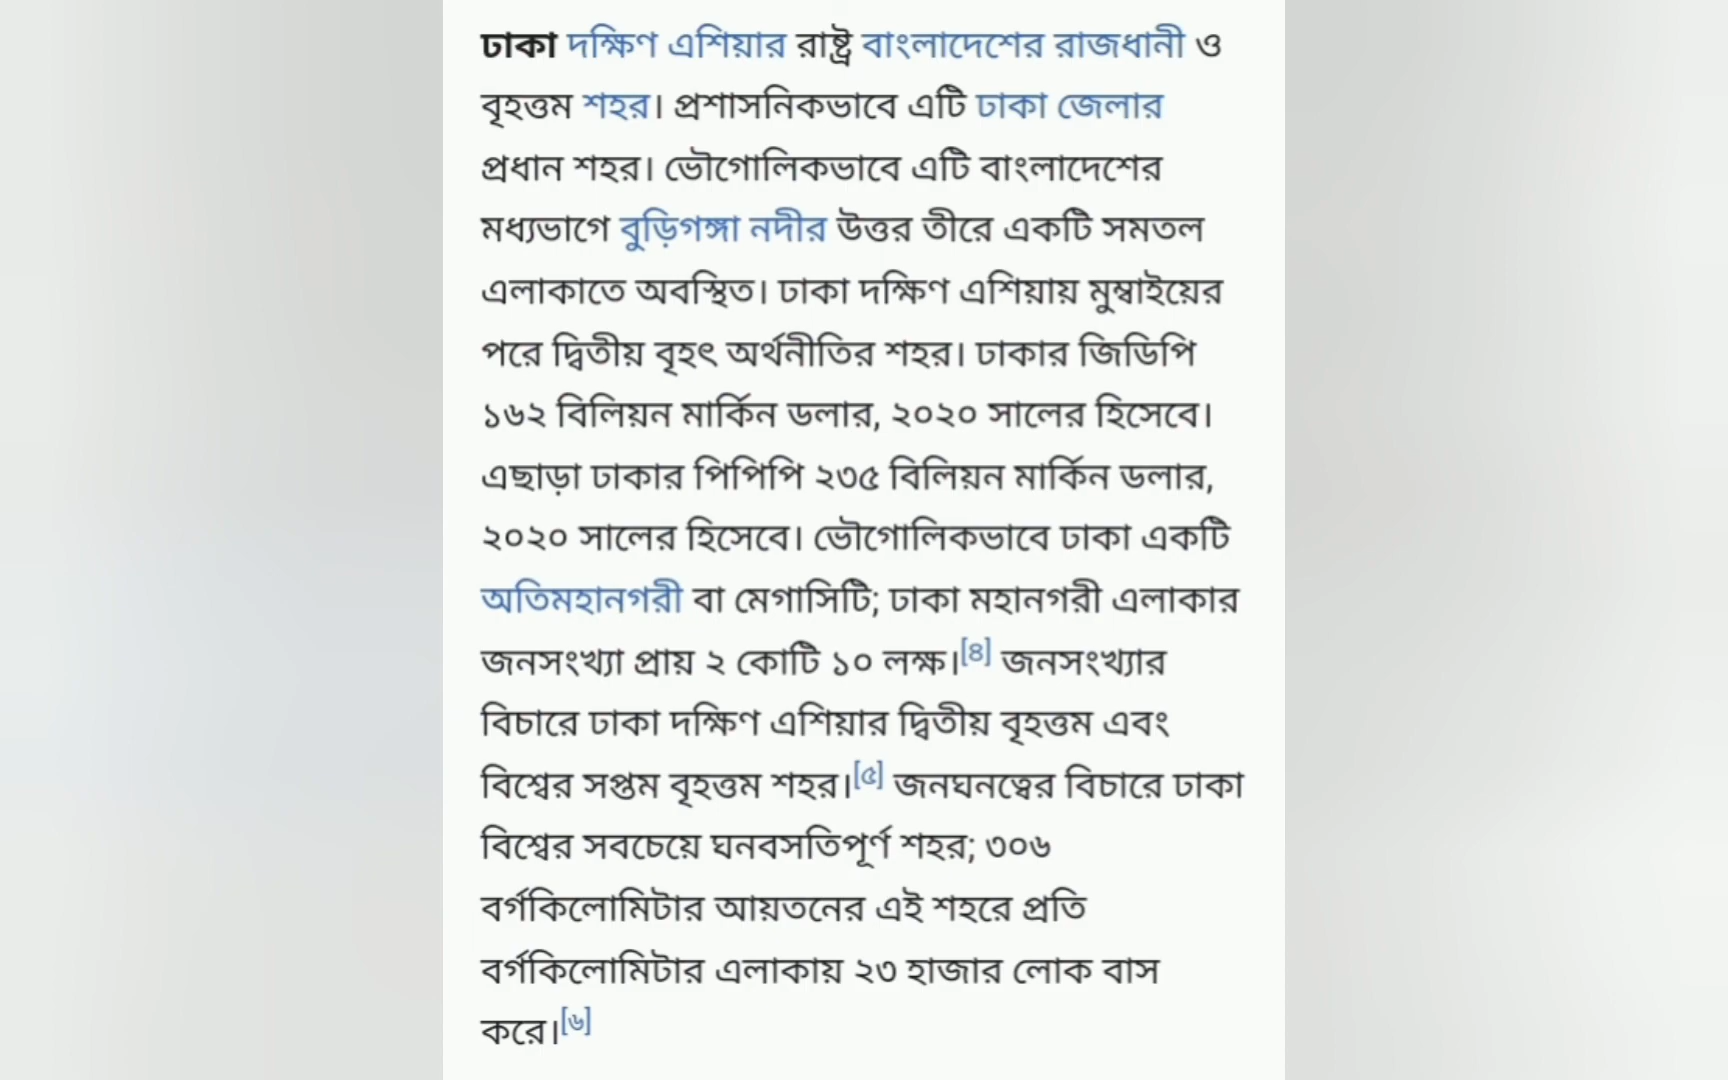 ঢাকা দক্ষিণ এশিয়ার রাষ্ট্র বাংলাদেশের রাজধানী ও
বৃহত্তম শহর। প্রশাসনিকভাবে এটি ঢাকা জেলার
প্রধান শহর। ভৌগোলিকভাবে এটি বাংলাদেশের
মধ্যভাগে বুড়িগঙ্গা নদীর উত্তর তীরে একটি সমতল
এলাকাতে অবস্থিত। ঢাকা দক্ষিণ এশিয়ায় মুম্বাইয়ের
পরে দ্বিতীয় বৃহৎ অর্থনীতির শহর। ঢাকার জিডিপি
১৬২ বিলিয়ন মার্কিন ডলার, ২০২০ সালের হিসেবে।
এছাড়া ঢাকার পিপিপি ২৩৫ বিলিয়ন মার্কিন ডলার,
২০২০ সালের হিসেবে। ভৌগোলিকভাবে ঢাকা একটি
অতিমহানগরী বা মেগাসিটি; ঢাকা মহানগরী এলাকার
জনসংখ্যা প্রায় ২ কোটি ১০ লক্ষ।[৪] জনসংখ্যার
বিচারে ঢাকা দক্ষিণ এশিয়ার দ্বিতীয় বৃহত্তম এবং
বিশ্বের সপ্তম বৃহত্তম শহর।[৫] জনঘনত্বের বিচারে ঢাকা
বিশ্বের সবচেয়ে ঘনবসতিপূর্ণ শহর; ৩০৬
বর্গকিলোমিটার আয়তনের এই শহরে প্রতি
বর্গকিলোমিটার এলাকায় ২৩ হাজার লোক বাস
করে।[৬]